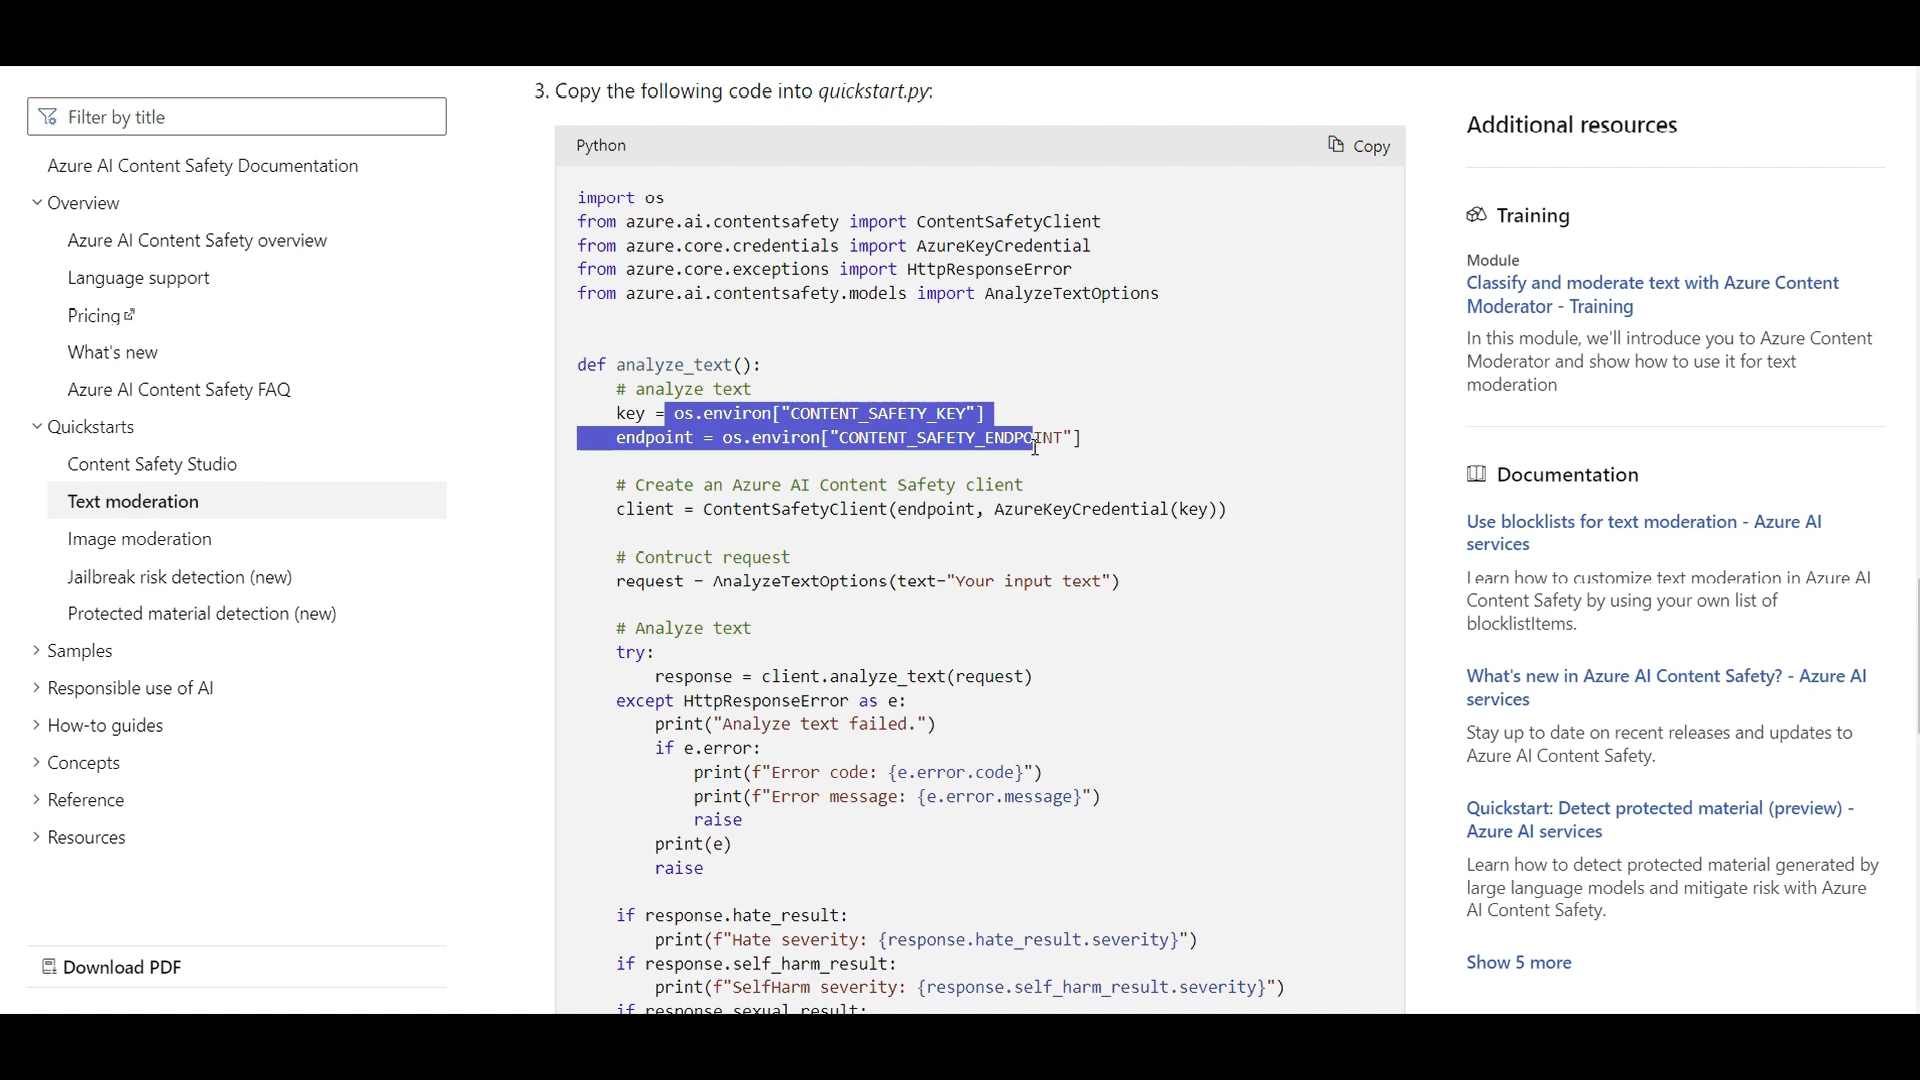 3. Copy the following code into quickstart.py:
Filter by title
Azure AI Content Safety Documentation
Overview
Azure AI Content Safety overview
Language support
Pricing
What's new
Azure AI Content Safety FAQ
Quickstarts
Content Safety Studio
Text moderation
Image moderation
Jailbreak risk detection (new)
Protected material detection (new)
Samples
Responsible use of AI
How-to guides
Concepts
Reference
Resources
Download PDF
Python
Copy
import os
from azure.ai.contentsafety import ContentSafetyClient
from azure.core.credentials import AzureKeyCredential
from azure.core.exceptions import HttpResponseError
from azure.ai.contentsafety.models import AnalyzeTextOptions
def analyze_text():
# analyze text
key = os.environ["CONTENT_SAFETY_KEY"]
endpoint = os.environ["CONTENT_SAFETY_ENDPOINT"]
# Create an Azure AI Content Safety client
client = ContentSafetyClient(endpoint, AzureKeyCredential(key))
# Contruct request
request = AnalyzeTextOptions(text="Your input text")
# Analyze text
try:
response = client.analyze_text(request)
except HttpResponseError as e:
print("Analyze text failed.")
if e.error:
print(f"Error code: {e.error.code}")
print(f"Error message: {e.error.message}")
raise
print(e)
raise
if response.hate_result:
print(f"Hate severity: {response.hate_result.severity}")
if response.self_harm_result:
print(f"SelfHarm severity: {response.self_harm_result.severity}")
if response.sexual_result:
Additional resources
Training
Module
Classify and moderate text with Azure Content
Moderator - Training
In this module, we'll introduce you to Azure Content
Moderator and show how to use it for text
moderation
Documentation
Use blocklists for text moderation - Azure AI
services
Learn how to customize text moderation in Azure AI
Content Safety by using your own list of
blocklistItems.
What's new in Azure AI Content Safety? - Azure AI
services
Stay up to date on recent releases and updates to
Azure AI Content Safety.
Quickstart: Detect protected material (preview) -
Azure AI services
Learn how to detect protected material generated by
large language models and mitigate risk with Azure
AI Content Safety.
Show 5 more